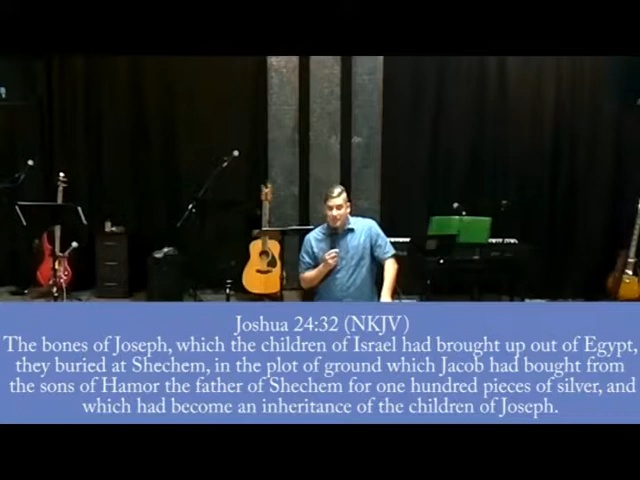 Joshua 24:32 (NKJV)
The bones of Joseph, which the children of Israel had brought up out of Egypt,
they buried at Shechem, in the plot of ground which Jacob had bought from
the sons of Hamor the father of Shechem for one hundred pieces of silver, and
which had become an inheritance of the children of Joseph.